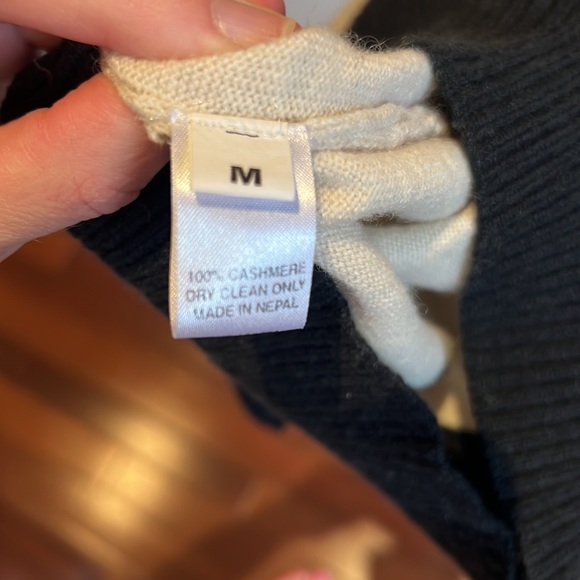 M
100% CASHMERE
DRY CLEAN ONLY
MADE IN NEPAL